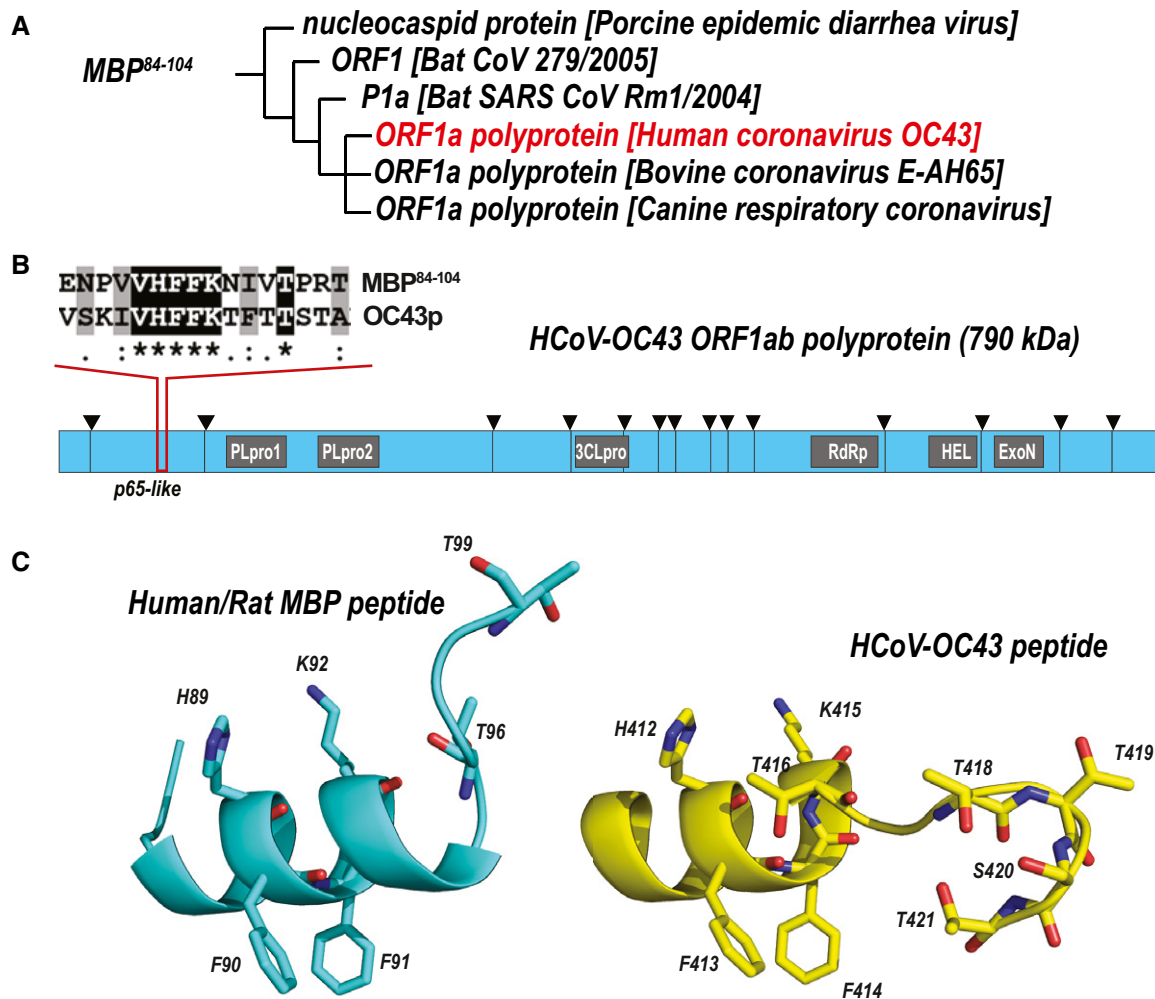 A
MBP84-104
nucleocaspid protein [Porcine epidemic diarrhea virus]
ORF1 [Bat CoV 279/2005]
P1a [Bat SARS CoV Rm1/2004]
ORF1a polyprotein [Human coronavirus OC43]
ORF1a polyprotein [Bovine coronavirus E-AH65]
ORF1a polyprotein [Canine respiratory coronavirus]
B
ENPVVHFFKNIVTPRT MBP84-104
VSKIVHFFKTFTTSTA OC43p
. :*****.:.* :
HCoV-OC43 ORF1ab polyprotein (790 kDa)
PLpro1 PLpro2 3CLpro RdRp HEL ExoN
p65-like
C
Human/Rat MBP peptide
T99
K92
H89
T96
F90
F91
HCoV-OC43 peptide
H412
K415
T416
T418
T419
S420
T421
F413
F414